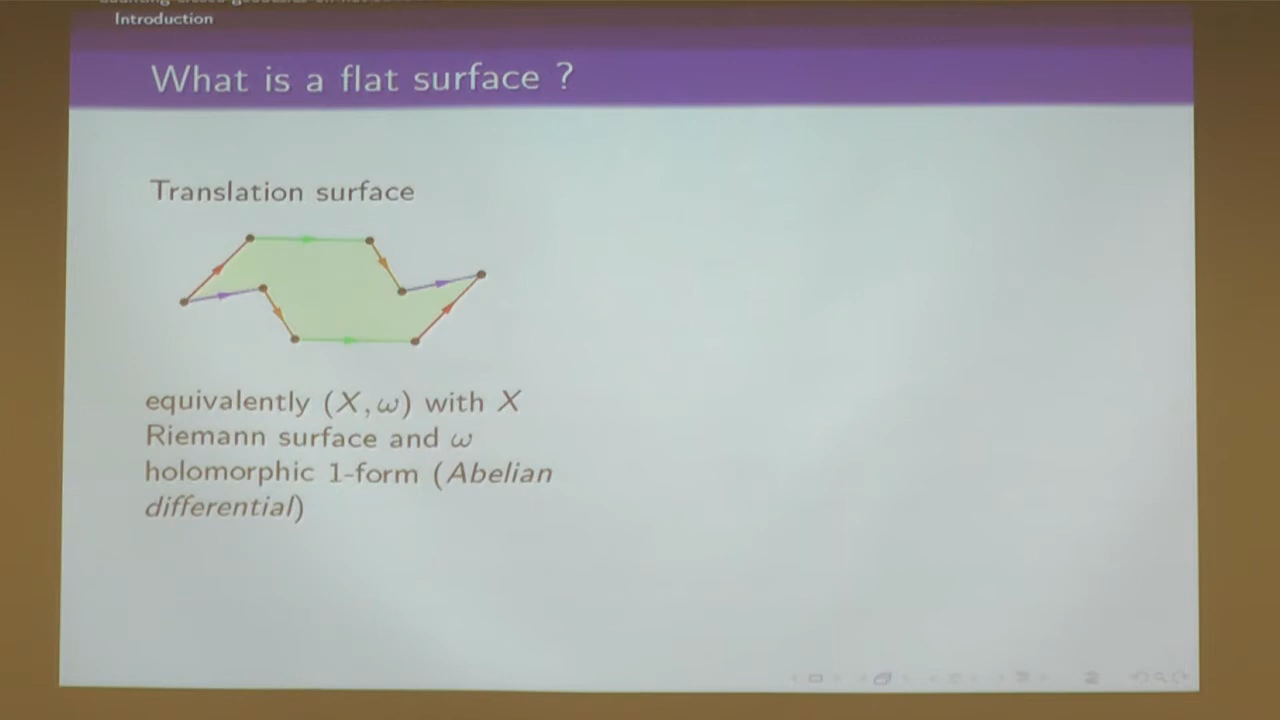 Introduction
What is a flat surface ?
Translation surface
equivalently (X, ω) with X
Riemann surface and ω
holomorphic 1-form (Abelian
differential)